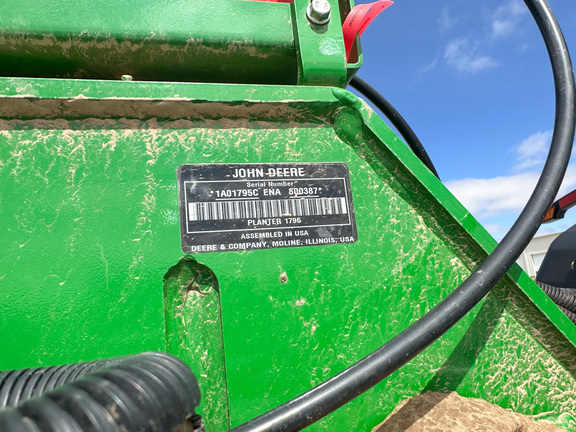 JOHN DEERE
Serial Number
*1A01795C ENA 800387*
PLANTER 1795
ASSEMBLED IN USA
DEERE & COMPANY, MOLINE, ILLINOIS, USA